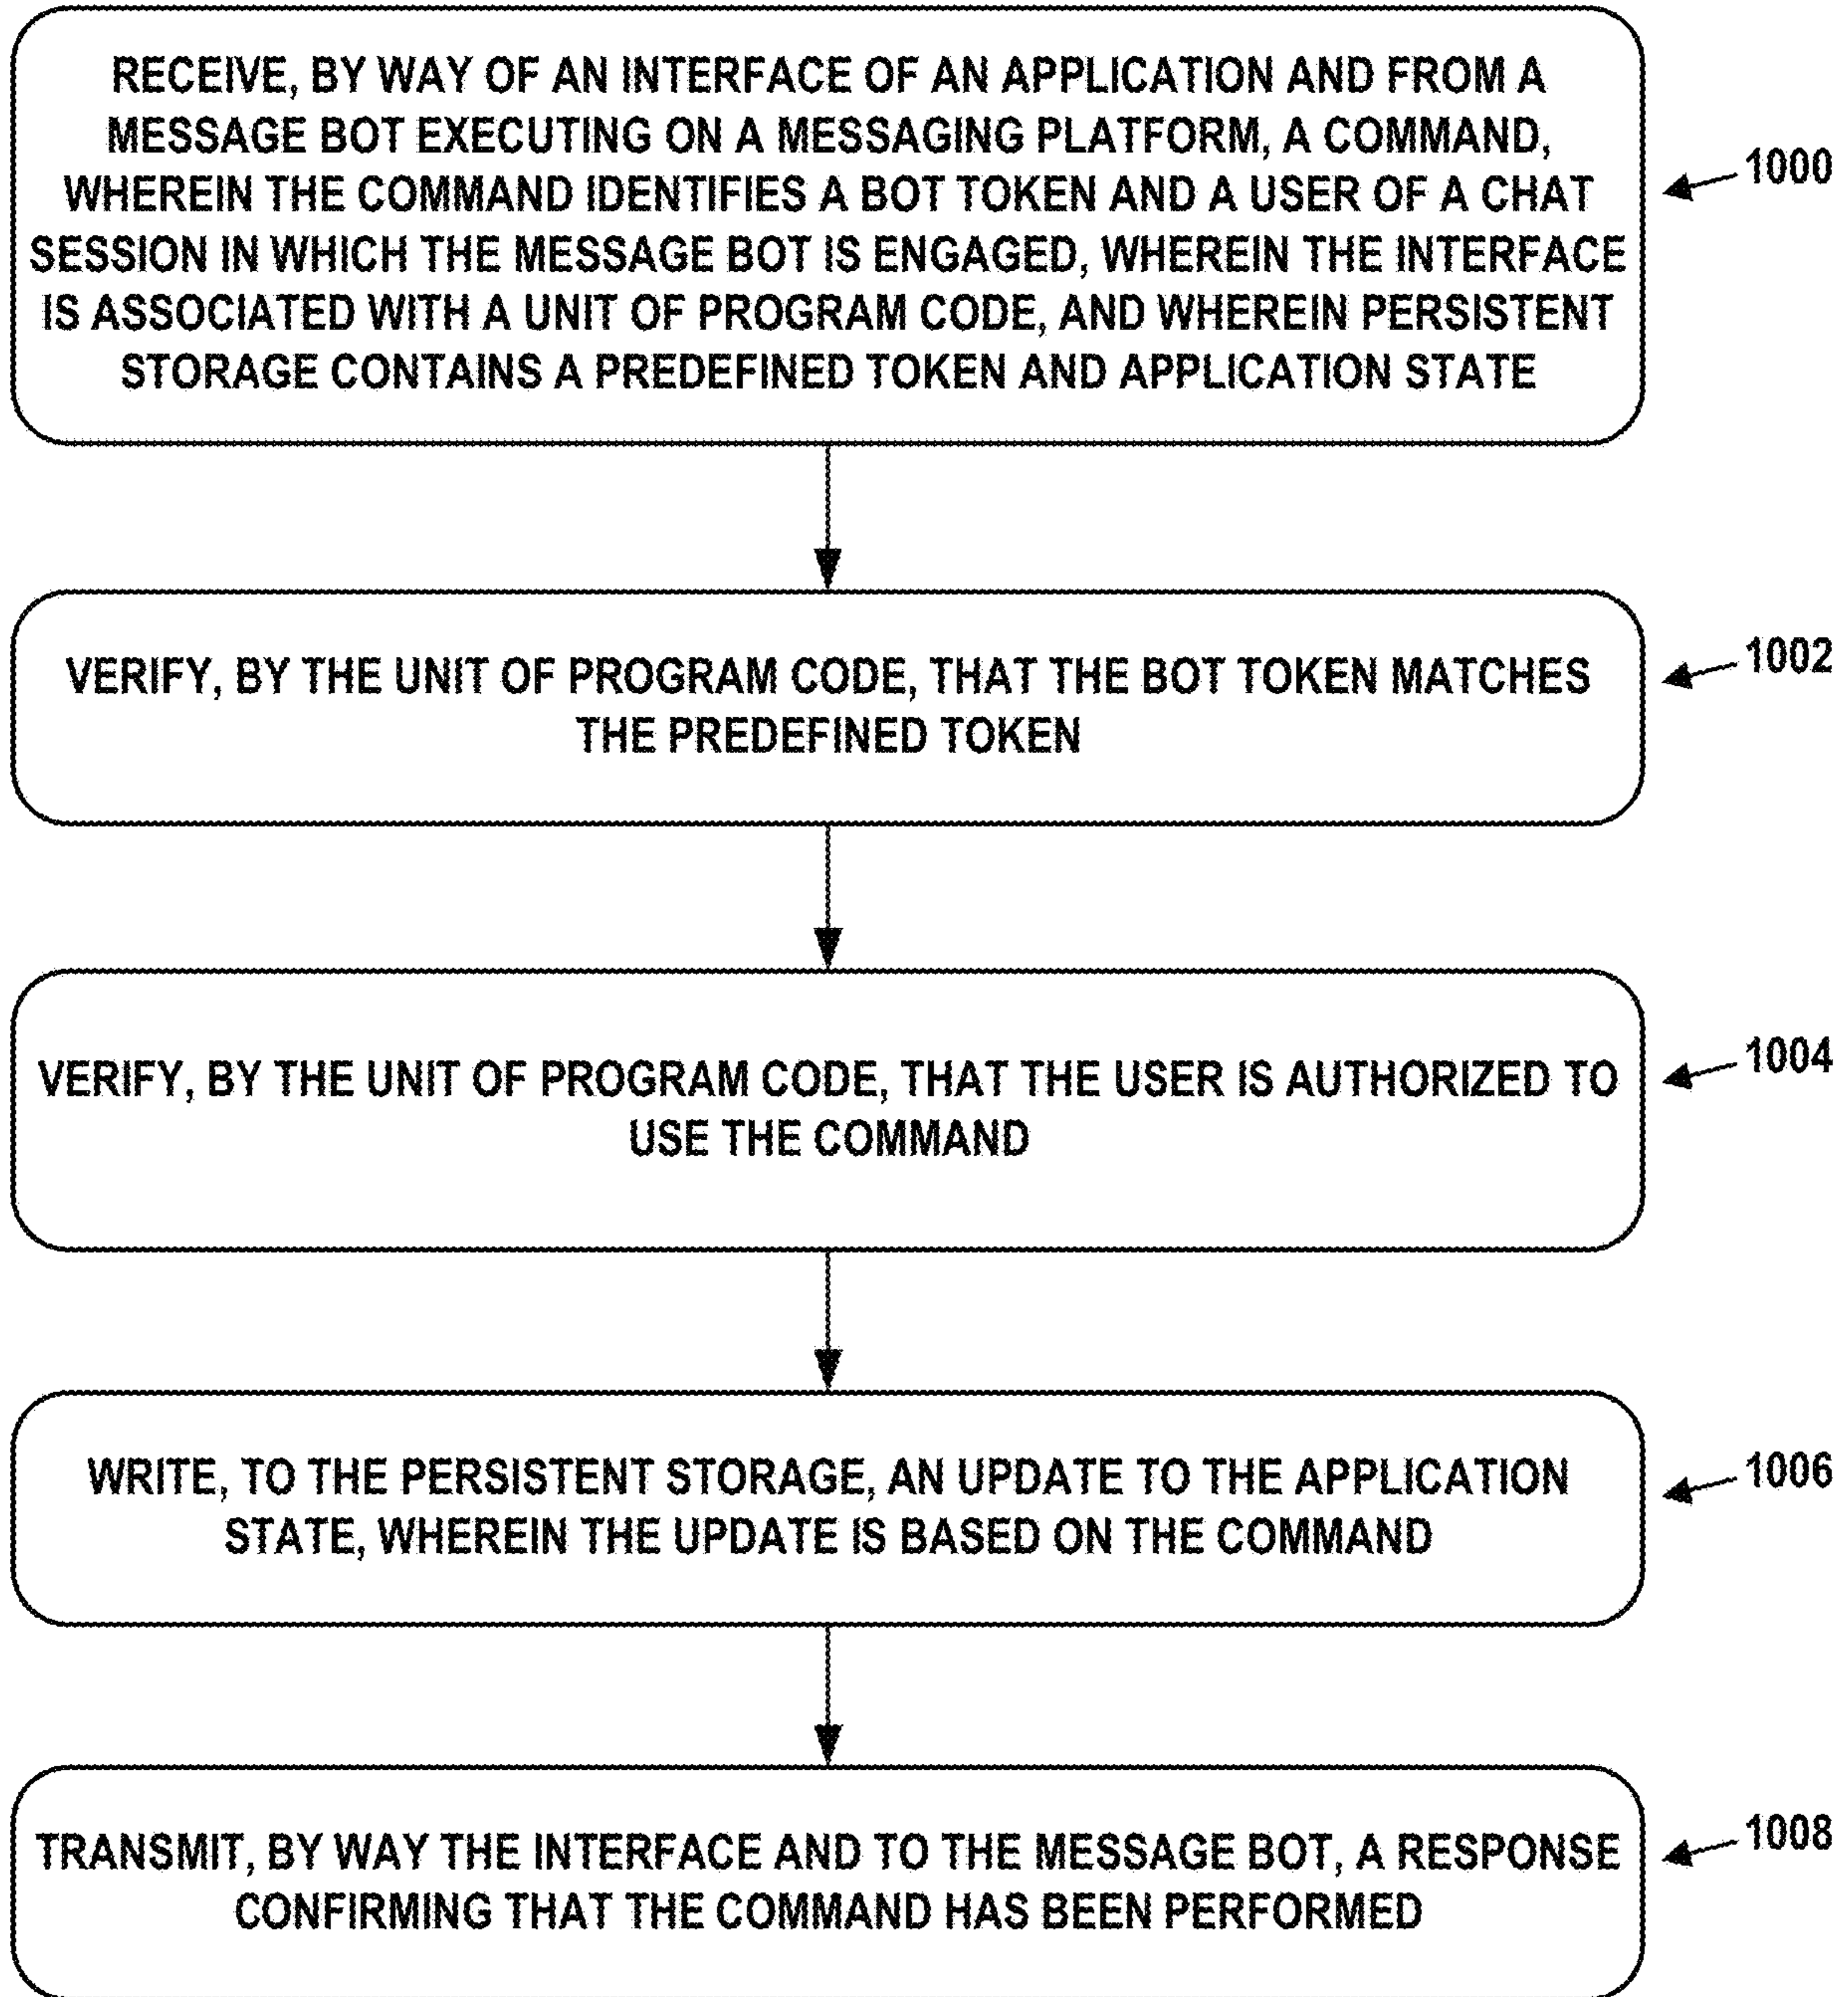 RECEIVE, BY WAY OF AN INTERFACE OF AN APPLICATION AND FROM A
MESSAGE BOT EXECUTING ON A MESSAGING PLATFORM, A COMMAND,
WHEREIN THE COMMAND IDENTIFIES A BOT TOKEN AND A USER OF A CHAT
SESSION IN WHICH THE MESSAGE BOT IS ENGAGED, WHEREIN THE INTERFACE
IS ASSOCIATED WITH A UNIT OF PROGRAM CODE, AND WHEREIN PERSISTENT
STORAGE CONTAINS A PREDEFINED TOKEN AND APPLICATION STATE
1000
VERIFY, BY THE UNIT OF PROGRAM CODE, THAT THE BOT TOKEN MATCHES
THE PREDEFINED TOKEN
1002
VERIFY, BY THE UNIT OF PROGRAM CODE, THAT THE USER IS AUTHORIZED TO
USE THE COMMAND
1004
WRITE, TO THE PERSISTENT STORAGE, AN UPDATE TO THE APPLICATION
STATE, WHEREIN THE UPDATE IS BASED ON THE COMMAND
1006
TRANSMIT, BY WAY THE INTERFACE AND TO THE MESSAGE BOT, A RESPONSE
CONFIRMING THAT THE COMMAND HAS BEEN PERFORMED
1008